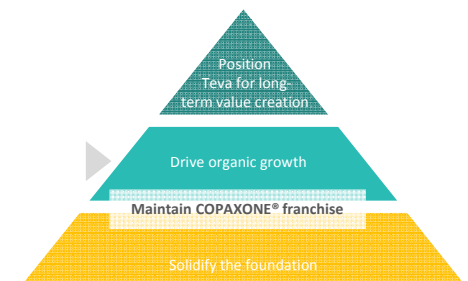 Position
Teva for long-
term value creation
Drive organic growth
Maintain COPAXONE® franchise
Solidify the foundation